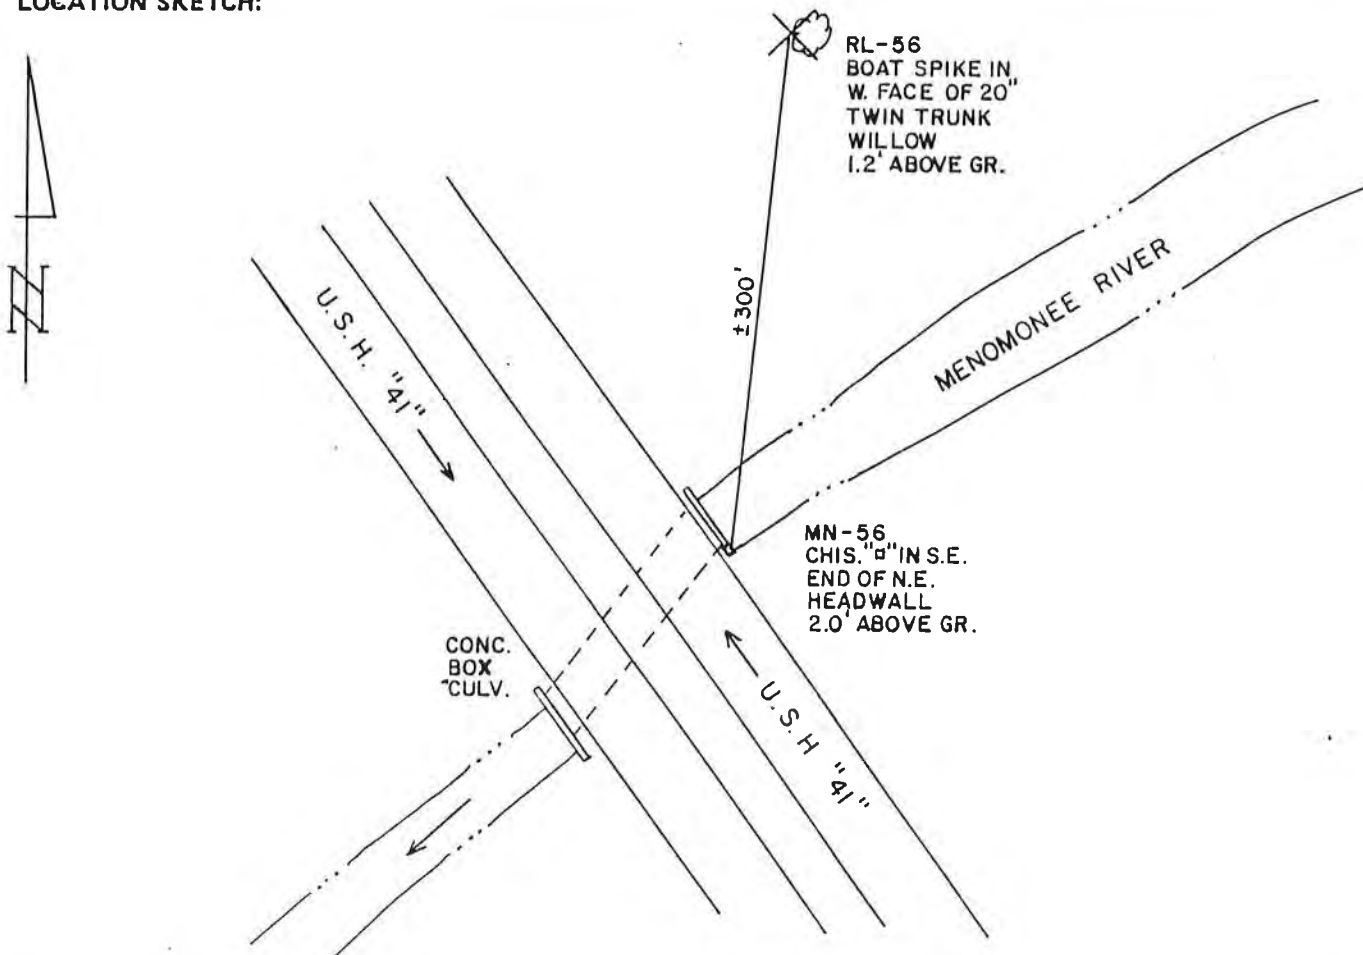 LOCATION SKETCH:
RL-56
BOAT SPIKE IN
W. FACE OF 20"
TWIN TRUNK
WILLOW
1.2' ABOVE GR.
N
U.S.H. "41"
±300'
MENOMONEE RIVER
MN-56
CHIS. "¤" IN S.E.
END OF N.E.
HEADWALL
2.0' ABOVE GR.
CONC.
BOX
CULV.
U.S.H "41"